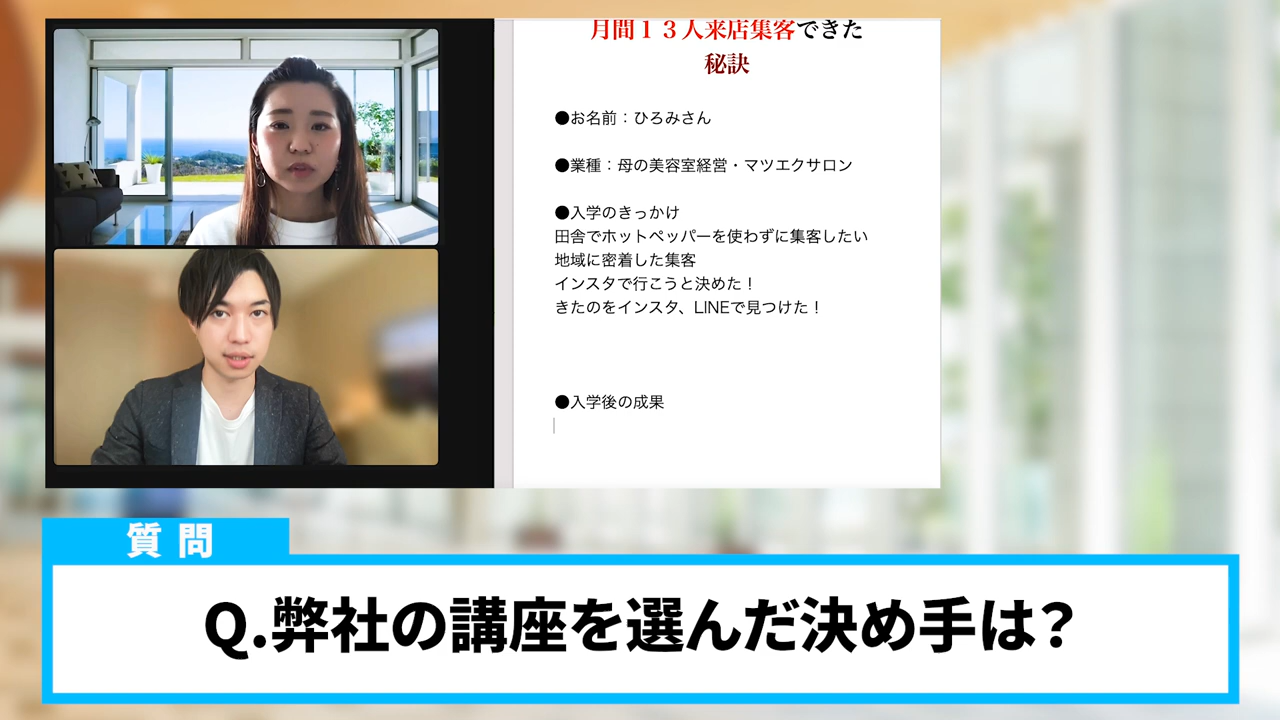 月間１３人来店集客できた
秘訣
●お名前：ひろみさん
●業種：母の美容室経営・マツエクサロン
●入学のきっかけ
田舎でホットペッパーを使わずに集客したい
地域に密着した集客
インスタで行こうと決めた！
きたのをインスタ、LINEで見つけた！
●入学後の成果
質問
Q.弊社の講座を選んだ決め手は？